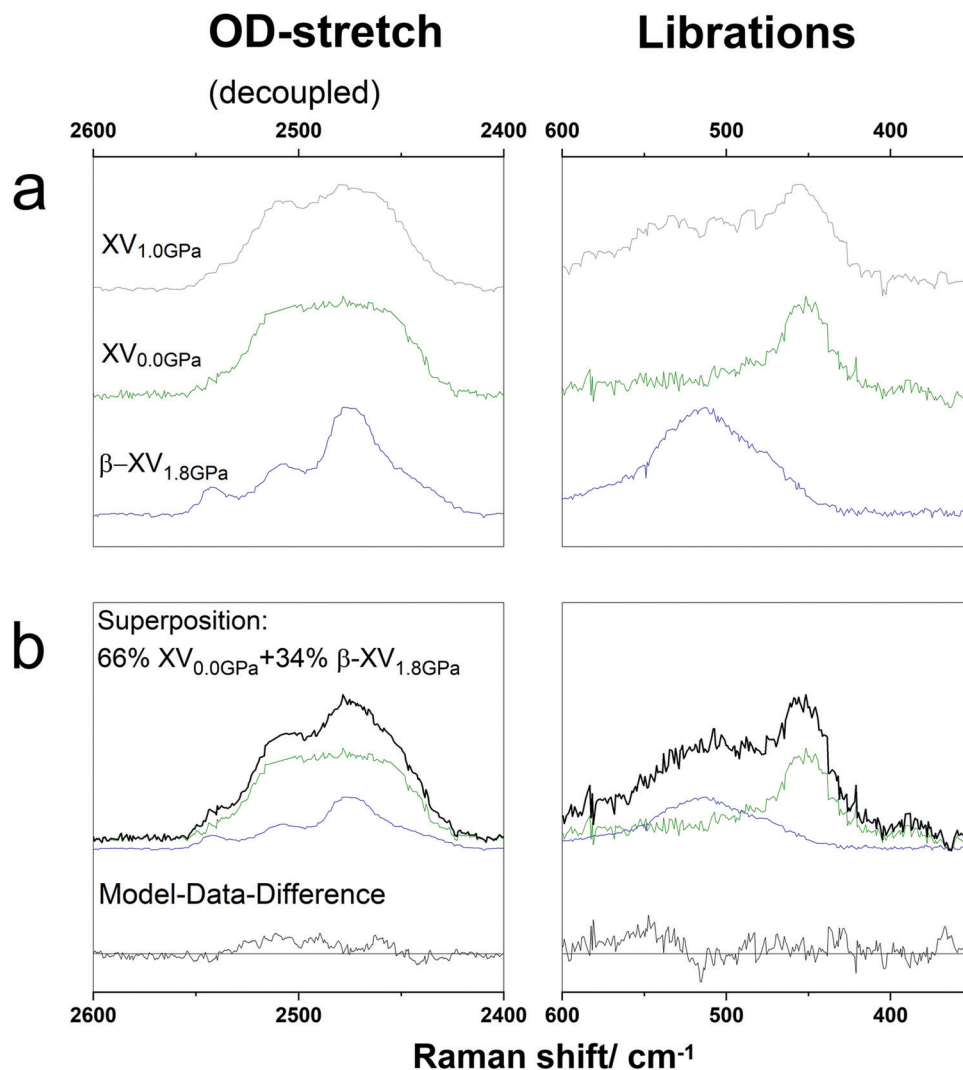 OD-stretch
Librations
(decoupled)
2600 2500 2400
600 500 400
a
XV1.0GPa
XV0.0GPa
β–XV1.8GPa
b
Superposition:
66% XV0.0GPa+34% β-XV1.8GPa
Model-Data-Difference
2600 2500 2400
600 500 400
Raman shift/ cm-1